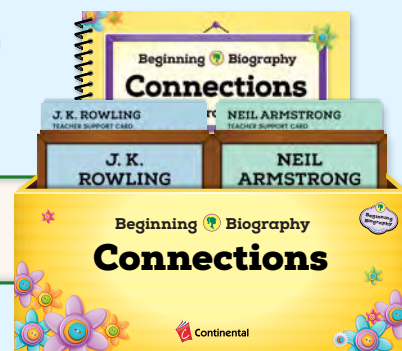 Beginning Biography
Connections
J. K. ROWLING
TEACHER SUPPORT CARD
NEIL ARMSTRONG
TEACHER SUPPORT CARD
J. K.
ROWLING
NEIL
ARMSTRONG
Beginning Biography
Connections
Beginning
Biography
Continental